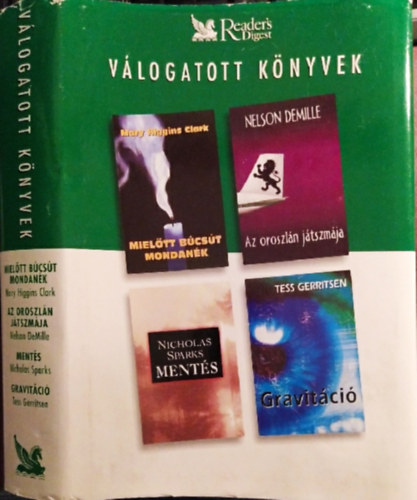 Reader's
Digest
VÁLOGATOTT KÖNYVEK
Mary Higgins Clark
MIELŐTT BÚCSÚT
MONDANÉK
NELSON DEMILLE
Az oroszlán játszmája
NICHOLAS
SPARKS
MENTÉS
TESS GERRITSEN
Gravitáció
VÁLOGATOTT KÖNYVEK
MIELŐTT BÚCSÚT
MONDANÉK
Mary Higgins Clark
AZ OROSZLÁN
JÁTSZMÁJA
Nelson DeMille
MENTÉS
Nicholas Sparks
GRAVITÁCIÓ
Tess Gerritsen